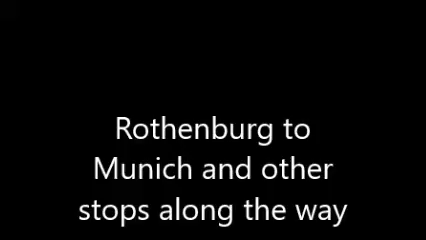 Rothenburg to
Munich and other
stops along the way